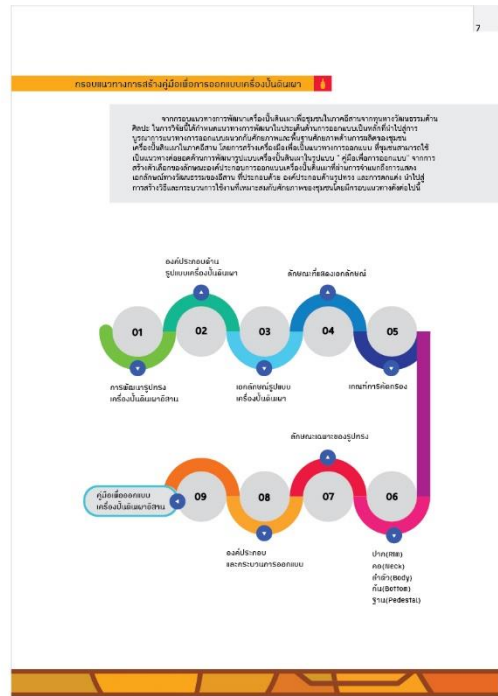 7
กรอบแนวทางการสร้างคู่มือเพื่อการออกแบบเครื่องปั้นดินเผา
จากกรอบแนวทางการพัฒนาเครื่องปั้นดินเผาเพื่อชุมชนในภาคอีสานจากทุนทางวัฒนธรรมด้าน
ศิลปะ ในการวิจัยนี้ได้กำหนดแนวทางการพัฒนาในประเด็นด้านการออกแบบเป็นหลักที่นำไปสู่การ
บูรณาการแนวทางการออกแบบผนวกกับศักยภาพและพื้นฐานศักยภาพด้านการผลิตของชุมชน
เครื่องปั้นดินเผาในภาคอีสาน โดยการสร้างเครื่องมือเพื่อเป็นแนวทางการออกแบบ ที่ชุมชนสามารถใช้
เป็นแนวทางต่อยอดด้านการพัฒนารูปแบบเครื่องปั้นดินเผาในรูปแบบ " คู่มือเพื่อการออกแบบ" จากการ
สร้างตัวเลือกของลักษณะองค์ประกอบการออกแบบเครื่องปั้นดินเผาที่ผ่านการจำแนกถึงการแสดง
เอกลักษณ์ทางวัฒนธรรมของอีสาน ที่ประกอบด้วย องค์ประกอบด้านรูปทรง และการตกแต่ง นำไปสู่
การสร้างวิธีและกระบวนการใช้งานที่เหมาะสมกับศักยภาพของชุมชนโดยมีกรอบแนวทางดังต่อไปนี้
องค์ประกอบด้าน
รูปแบบเครื่องปั้นดินเผา
ลักษณะที่แสดงเอกลักษณ์
01
02
03
04
05
การพัฒนารูปทรง
เครื่องปั้นดินเผาอีสาน
เอกลักษณ์รูปแบบ
เครื่องปั้นดินเผา
เกณฑ์การคัดกรอง
ลักษณะเฉพาะของรูปทรง
คู่มือเพื่อออกแบบ
เครื่องปั้นดินเผาอีสาน
09
08
07
06
องค์ประกอบ
และกระบวนการออกแบบ
ปาก(Rim)
คอ(Neck)
ลำตัว(Body)
ก้น(Bottom)
ฐาน(Pedestal)